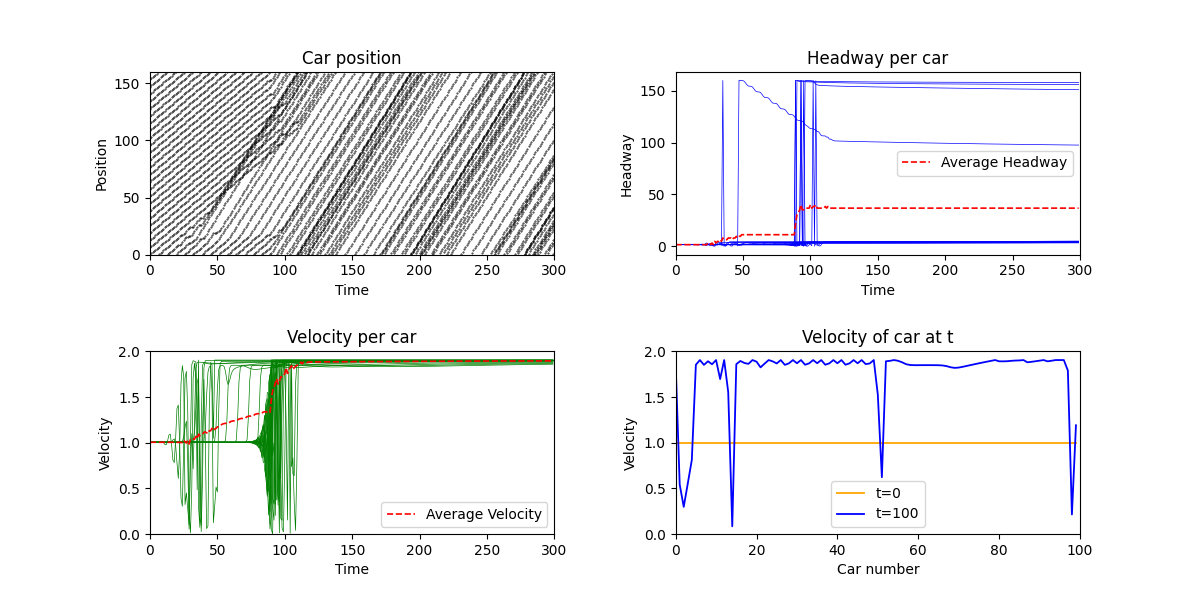 Car position
Position
150
100
50
0
0 50 100 150 200 250 300
Time
Headway per car
Headway
150
100
50
0
Average Headway
0 50 100 150 200 250 300
Time
Velocity per car
Velocity
2.0
1.5
1.0
0.5
0.0
Average Velocity
0 50 100 150 200 250 300
Time
Velocity of car at t
Velocity
2.0
1.5
1.0
0.5
0.0
t=0
t=100
0 20 40 60 80 100
Car number